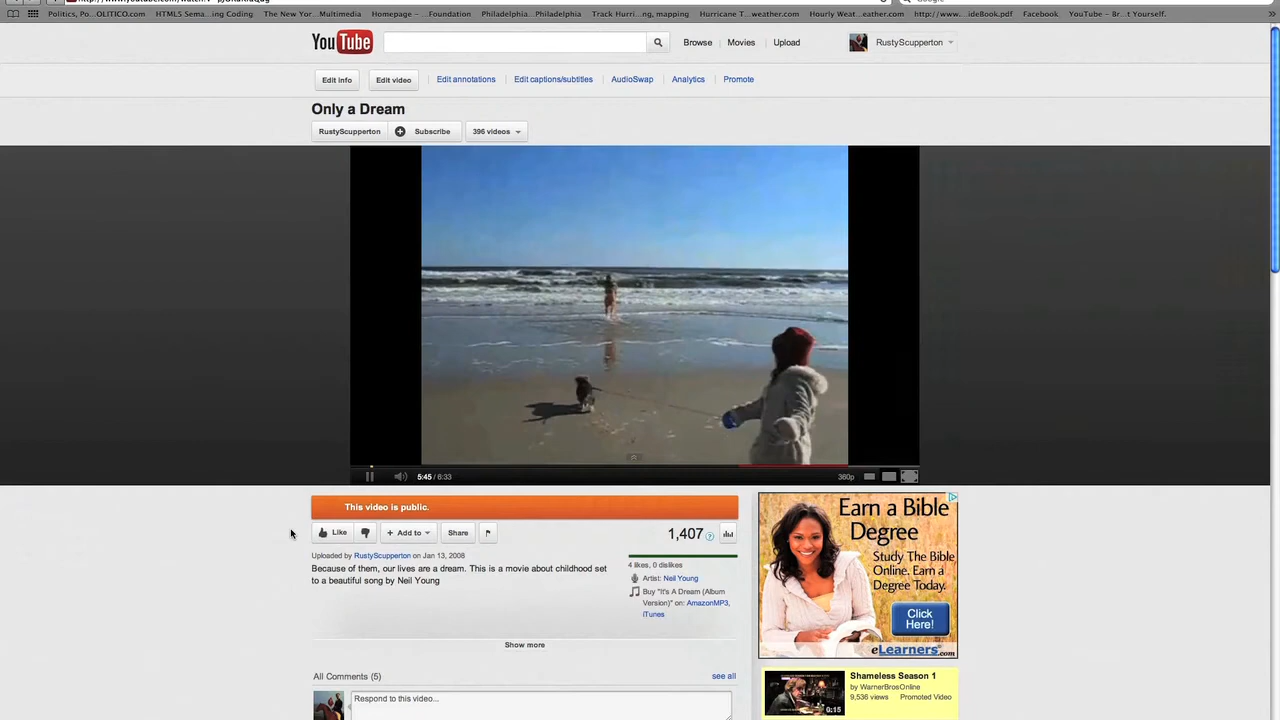 Politics, Po...OLITICO.com HTML5 Sema...ing Coding The New Yor...Multimedia Homepage -... Foundation Philadelphia...Philadelphia Track Hurri...ng, mapping Hurricane T...weather.com Hourly Weat...eather.com http://www....ideBook.pdf Facebook YouTube – Br...t Yourself. »
YouTube Browse Movies Upload RustyScupperton
Edit info Edit video Edit annotations Edit captions/subtitles AudioSwap Analytics Promote
Only a Dream
RustyScupperton Subscribe 396 videos
5:45 / 6:33 360p
This video is public.
Like + Add to Share 1,407
Uploaded by RustyScupperton on Jan 13, 2008
Because of them, our lives are a dream. This is a movie about childhood set
to a beautiful song by Neil Young
4 likes, 0 dislikes
Artist: Neil Young
Buy "It's A Dream (Album
Version)" on: AmazonMP3,
iTunes
Show more
All Comments (5) see all
Respond to this video...
Earn a Bible
Degree
Study The Bible
Online. Earn a
Degree Today.
Click
Here!
eLearners.com
Shameless Season 1
by WarnerBrosOnline
9,536 views Promoted Video
0:15